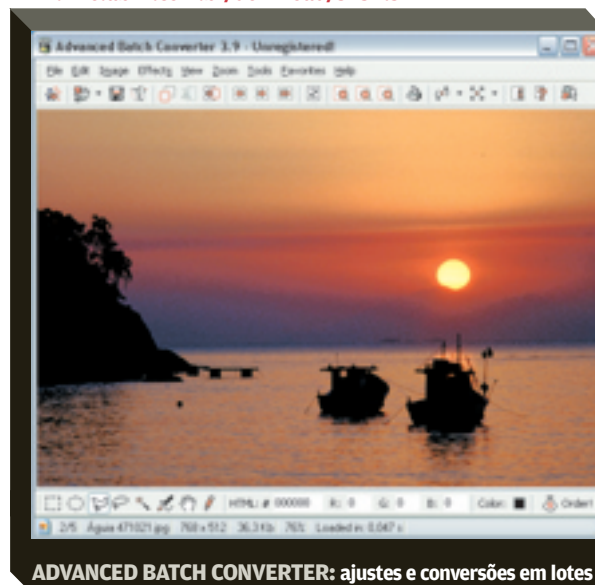 Advanced Batch Converter 3.9 - Unregistered!
File Edit Image Effects View Zoom Tools Favorites Help
HTML: # 000000 R: 0 G: 0 B: 0 Color: Order!
2/5 Água 471021.jpg 768 x 512 36.3 Kb 76% Loaded in: 0.047 s
ADVANCED BATCH CONVERTER: ajustes e conversões em lotes